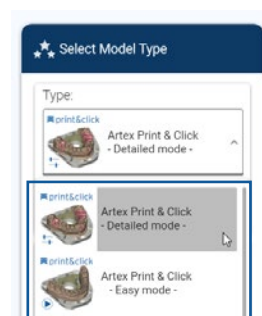 Select Model Type
Type:
print&click
Artex Print & Click
- Detailed mode -
print&click
Artex Print & Click
- Detailed mode -
print&click
Artex Print & Click
- Easy mode -